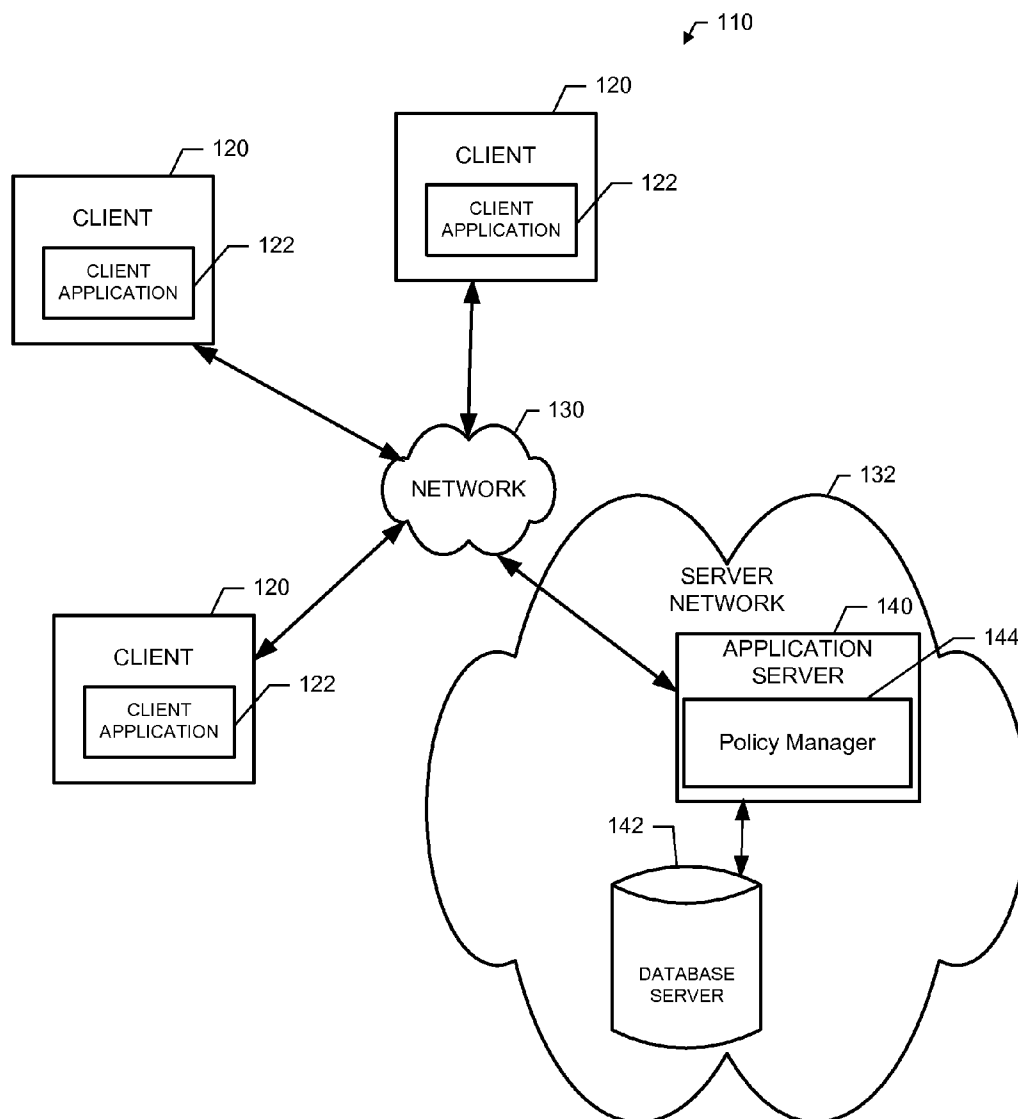 110
120
CLIENT
122
CLIENT
APPLICATION
120
CLIENT
122
CLIENT
APPLICATION
130
NETWORK
132
SERVER
NETWORK
120
CLIENT
122
CLIENT
APPLICATION
140
APPLICATION
SERVER
144
Policy Manager
142
DATABASE
SERVER